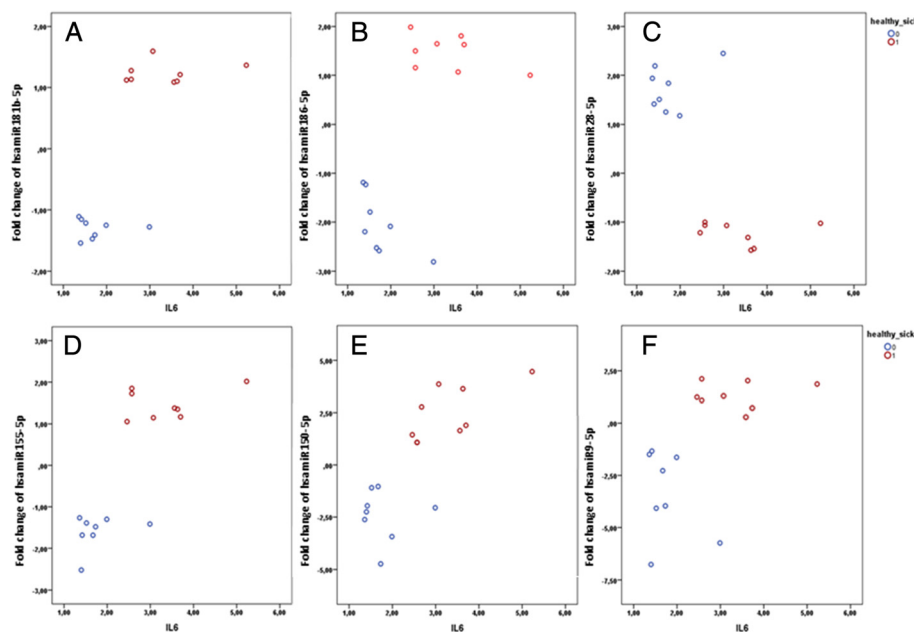 A
Fold change of hsamiR181b-5p
2,00
1,00
,00
-1,00
-2,00
1,00 2,00 3,00 4,00 5,00 6,00
IL6
B
Fold change of hsamiR186-5p
2,00
1,00
,00
-1,00
-2,00
-3,00
1,00 2,00 3,00 4,00 5,00 6,00
IL6
C
Fold change of hsamiR28-5p
3,00
2,00
1,00
,00
-1,00
-2,00
1,00 2,00 3,00 4,00 5,00 6,00
IL6
healthy_sick
0
1
D
Fold change of hsamiR155-5p
3,00
2,00
1,00
,00
-1,00
-2,00
-3,00
1,00 2,00 3,00 4,00 5,00 6,00
IL6
E
Fold change of hsamiR150-5p
5,00
2,50
,00
-2,50
-5,00
1,00 2,00 3,00 4,00 5,00 6,00
IL6
F
Fold change of hsamiR9-5p
2,50
,00
-2,50
-5,00
-7,50
1,00 2,00 3,00 4,00 5,00 6,00
IL6
healthy_sick
0
1